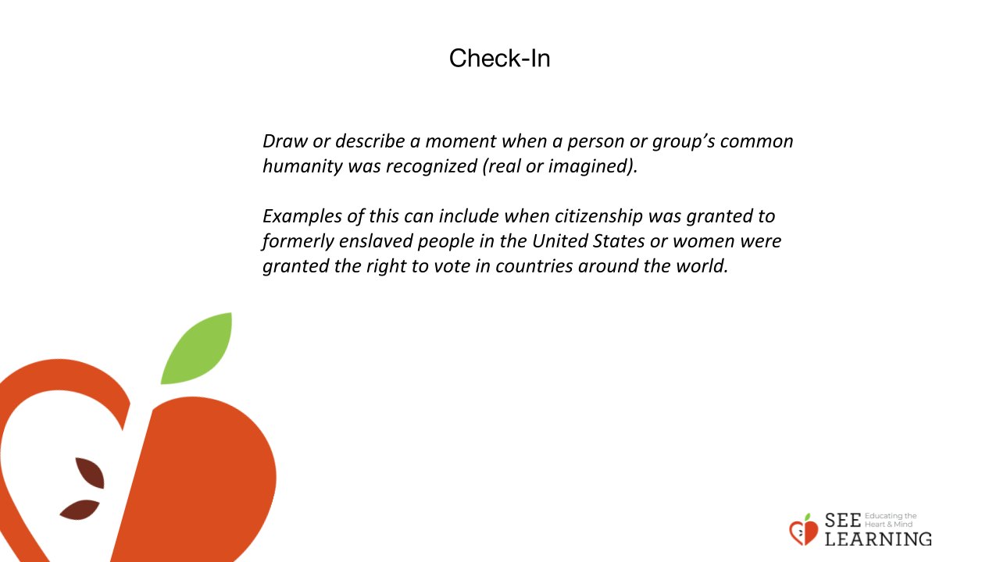 Check-In
Draw or describe a moment when a person or group’s common
humanity was recognized (real or imagined).
Examples of this can include when citizenship was granted to
formerly enslaved people in the United States or women were
granted the right to vote in countries around the world.
SEE Educating the
Heart & Mind
LEARNING